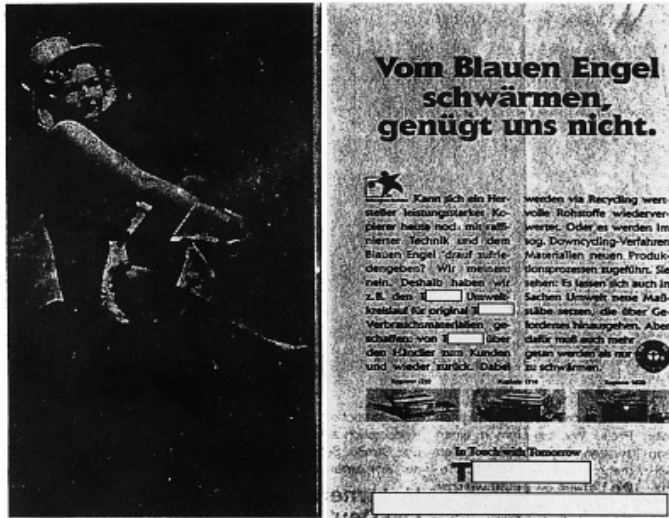 Vom Blauen Engel
schwärmen,
genügt uns nicht.
Kann sich ein Her-
steller leistungsstarker Ko-
pierer heute noch mit raffi-
nierter Technik und dem
Blauen Engel drauf zufrie-
dengeben? Wir meinen:
nein. Deshalb haben wir
z.B. den T Umwelt-
kreislauf für original T
Verbrauchsmaterialien ge-
schaffen: von T über
den Händler zum Kunden
und wieder zurück. Dabei
werden via Recycling wert-
volle Rohstoffe wiederver-
wertet. Oder es werden im
sog. Downcycling-Verfahren
Materialien neuen Produk-
tionsprozessen zugeführt. Sie
sehen: Es lassen sich auch in
Sachen Umwelt neue Maß-
stäbe setzen, die über Ge-
fordertes hinausgehen. Aber
dafür muß auch mehr
getan werden als nur
zu schwärmen.
In Touch with Tomorrow
T